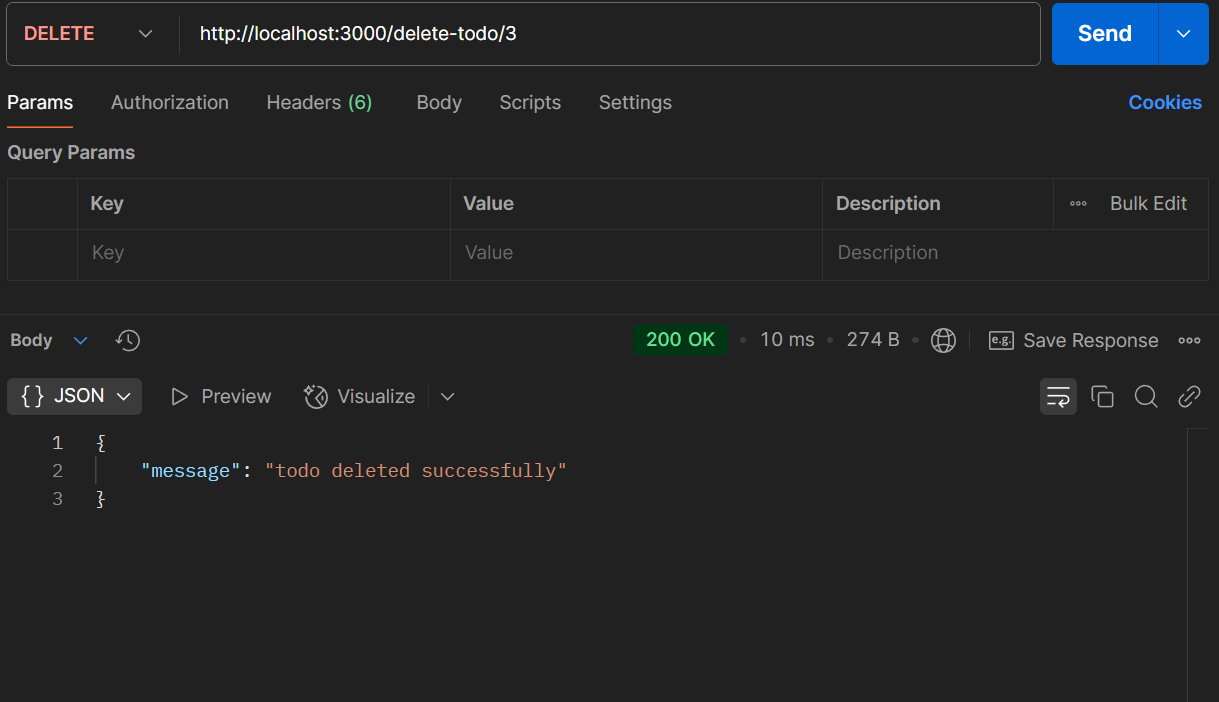 DELETE http://localhost:3000/delete-todo/3 Send
Params Authorization Headers (6) Body Scripts Settings Cookies
Query Params
Key Value Description Bulk Edit
Key Value Description
Body 200 OK 10 ms 274 B e.g. Save Response
{} JSON Preview Visualize
1 {
2 "message": "todo deleted successfully"
3 }